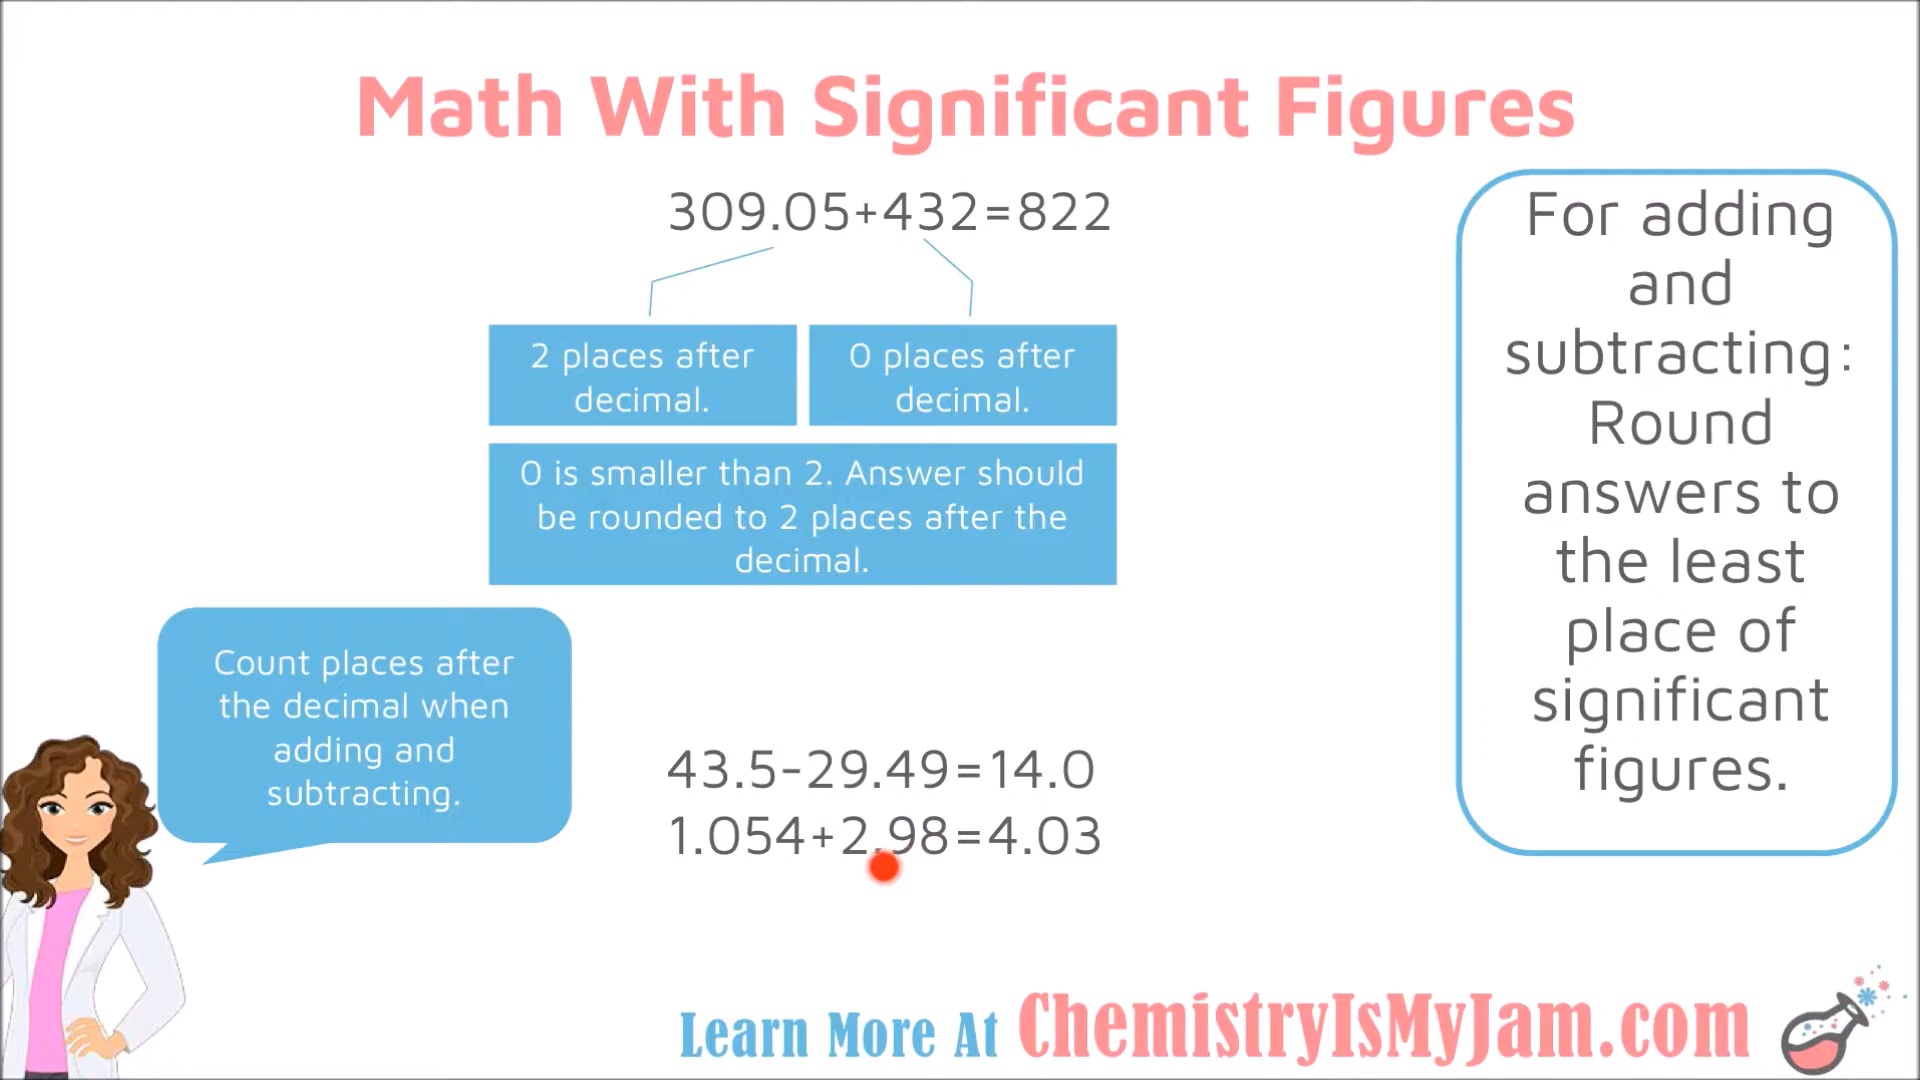 Math With Significant Figures
309.05+432=822
2 places after
decimal.
0 places after
decimal.
0 is smaller than 2. Answer should
be rounded to 2 places after the
decimal.
Count places after
the decimal when
adding and
subtracting.
43.5-29.49=14.0
1.054+2.98=4.03
For adding
and
subtracting:
Round
answers to
the least
place of
significant
figures.
Learn More At ChemistryIsMyJam.com